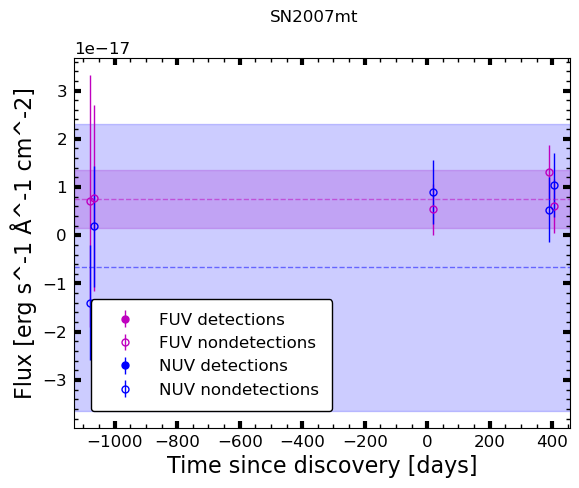 SN2007mt
1e−17
3
2
1
0
−1
−2
−3
Flux [erg s^-1 Å^-1 cm^-2]
FUV detections
FUV nondetections
NUV detections
NUV nondetections
−1000 −800 −600 −400 −200 0 200 400
Time since discovery [days]